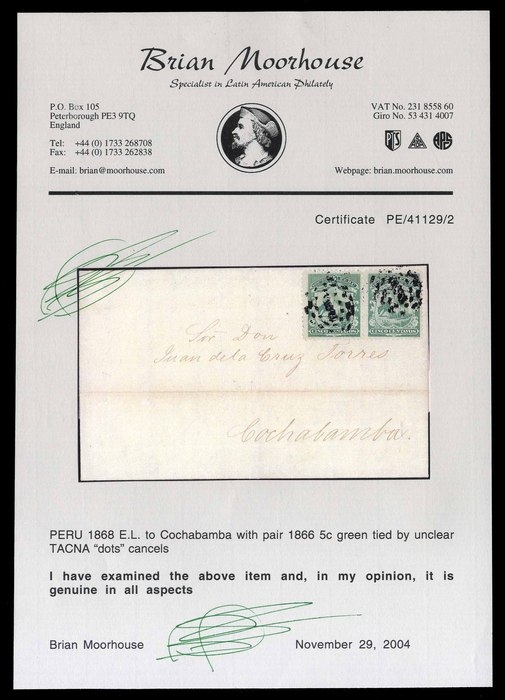 Brian Moorhouse
Specialist in Latin American Philately
P.O. Box 105
Peterborough PE3 9TQ
England
Tel: +44 (0) 1733 268708
Fax: +44 (0) 1733 262838
E-mail: brian@moorhouse.com
VAT No. 231 8558 60
Giro No. 53 431 4007
PTS
APS
Webpage: brian.moorhouse.com
Certificate PE/41129/2
CINCO CENTAVOS
Sor Don
Juan de la Cruz Torres
Cochabamba.
PERU 1868 E.L. to Cochabamba with pair 1866 5c green tied by unclear
TACNA “dots” cancels
I have examined the above item and, in my opinion, it is
genuine in all aspects
Brian Moorhouse
November 29, 2004